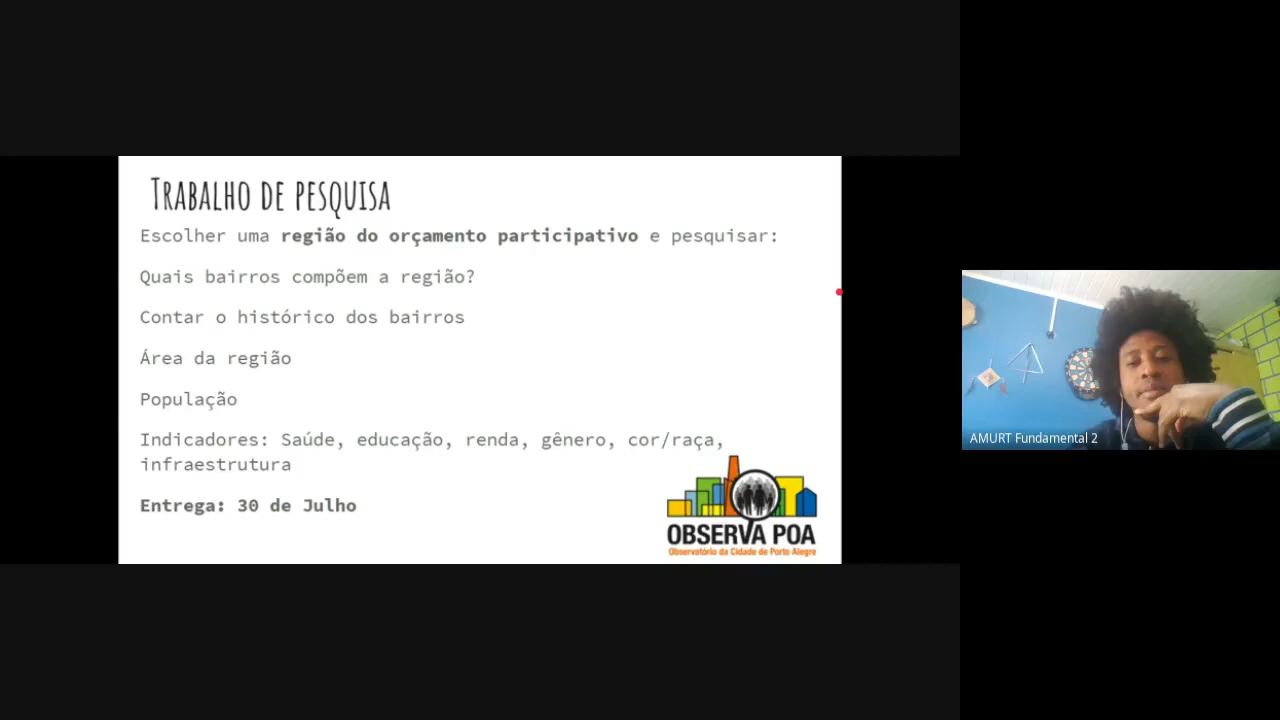 TRABALHO DE PESQUISA
Escolher uma região do orçamento participativo e pesquisar:
Quais bairros compõem a região?
Contar o histórico dos bairros
Área da região
População
Indicadores: Saúde, educação, renda, gênero, cor/raça,
infraestrutura
Entrega: 30 de Julho
OBSERVA POA
Observatório da Cidade de Porto Alegre
AMURT Fundamental 2